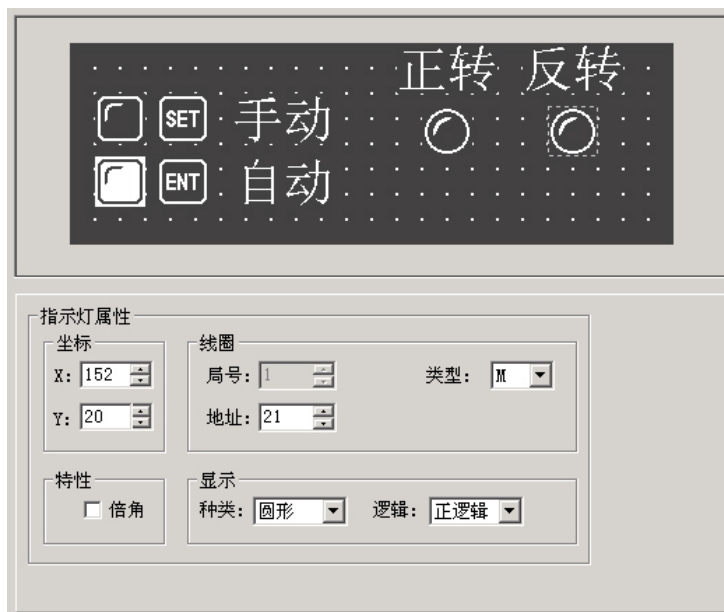 正转 反转
SET 手动
ENT 自动
指示灯属性
坐标 线圈
X: 152 局号: 1 类型: M
Y: 20 地址: 21
特性 显示
倍角 种类: 圆形 逻辑: 正逻辑